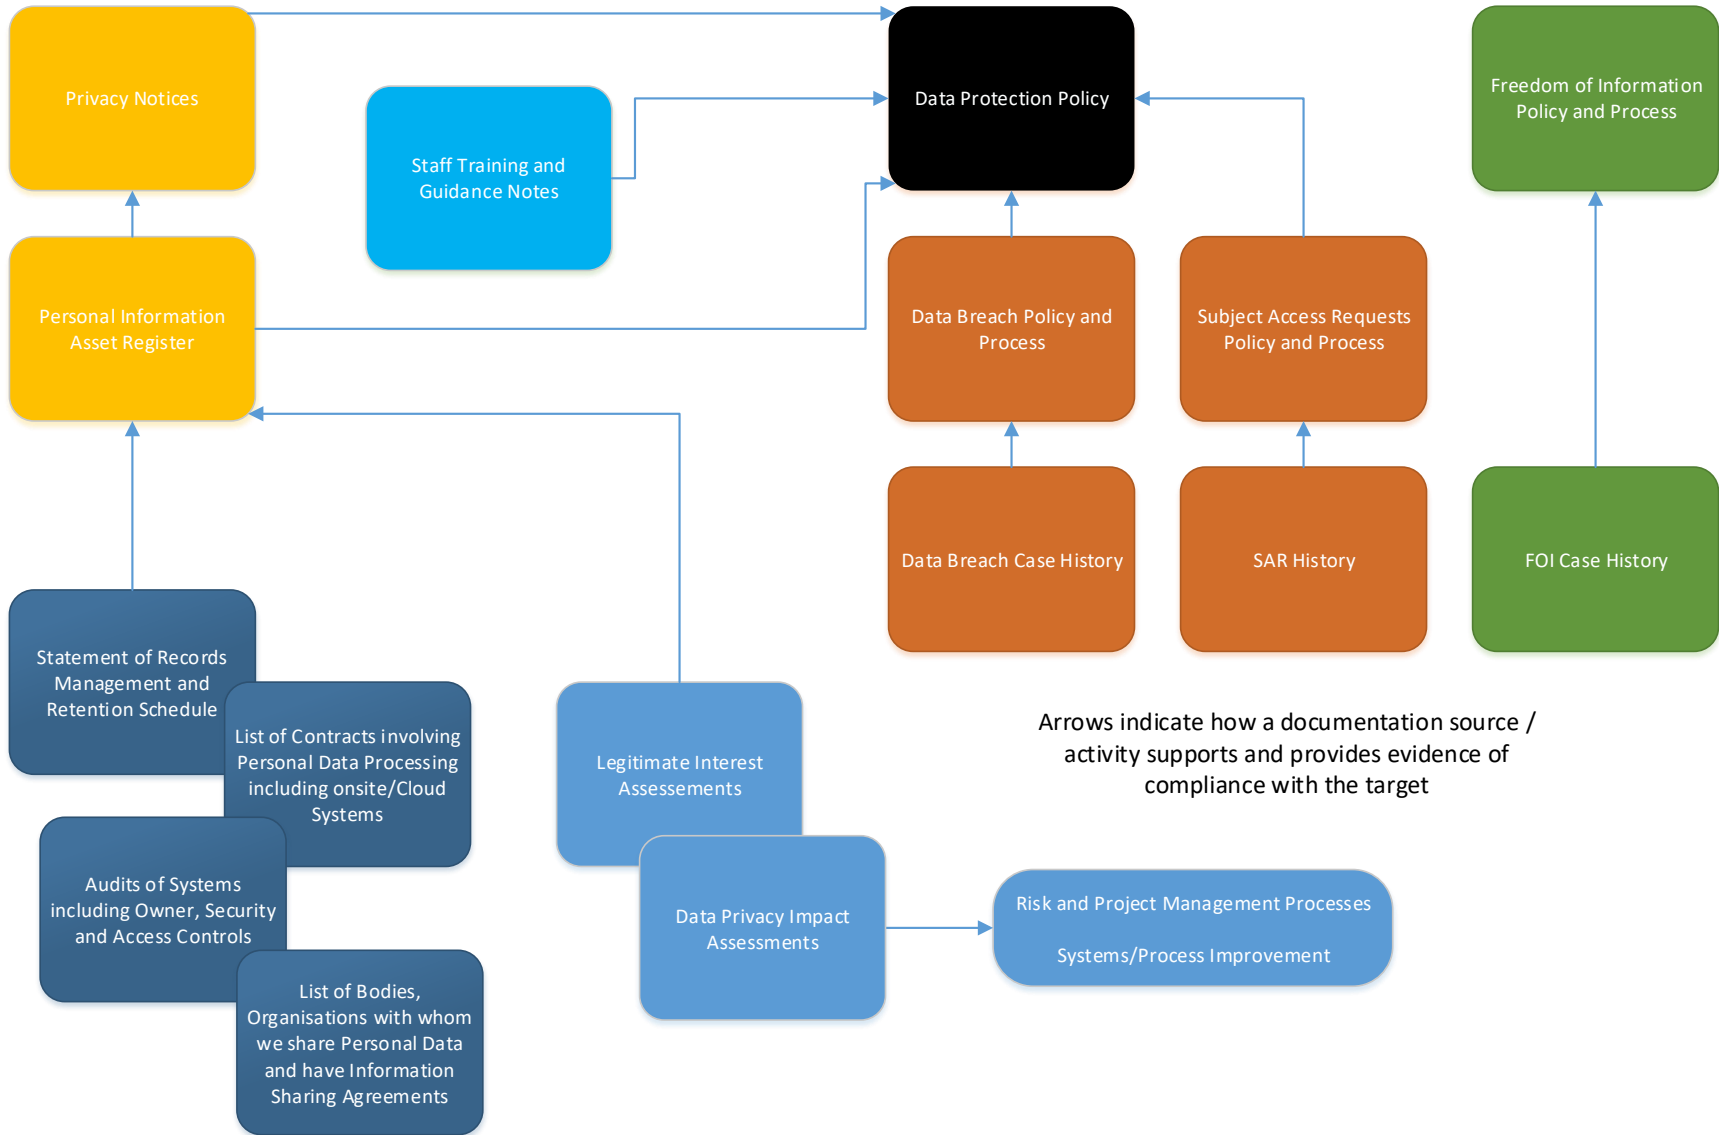 Privacy Notices
Data Protection Policy
Freedom of Information
Policy and Process
Staff Training and
Guidance Notes
Personal Information
Asset Register
Data Breach Policy and
Process
Subject Access Requests
Policy and Process
Data Breach Case History
SAR History
FOI Case History
Statement of Records
Management and
Retention Schedule
List of Contracts involving
Personal Data Processing
including onsite/Cloud
Systems
Legitimate Interest
Assessements
Arrows indicate how a documentation source /
activity supports and provides evidence of
compliance with the target
Audits of Systems
including Owner, Security
and Access Controls
Data Privacy Impact
Assessments
Risk and Project Management Processes
Systems/Process Improvement
List of Bodies,
Organisations with whom
we share Personal Data
and have Information
Sharing Agreements